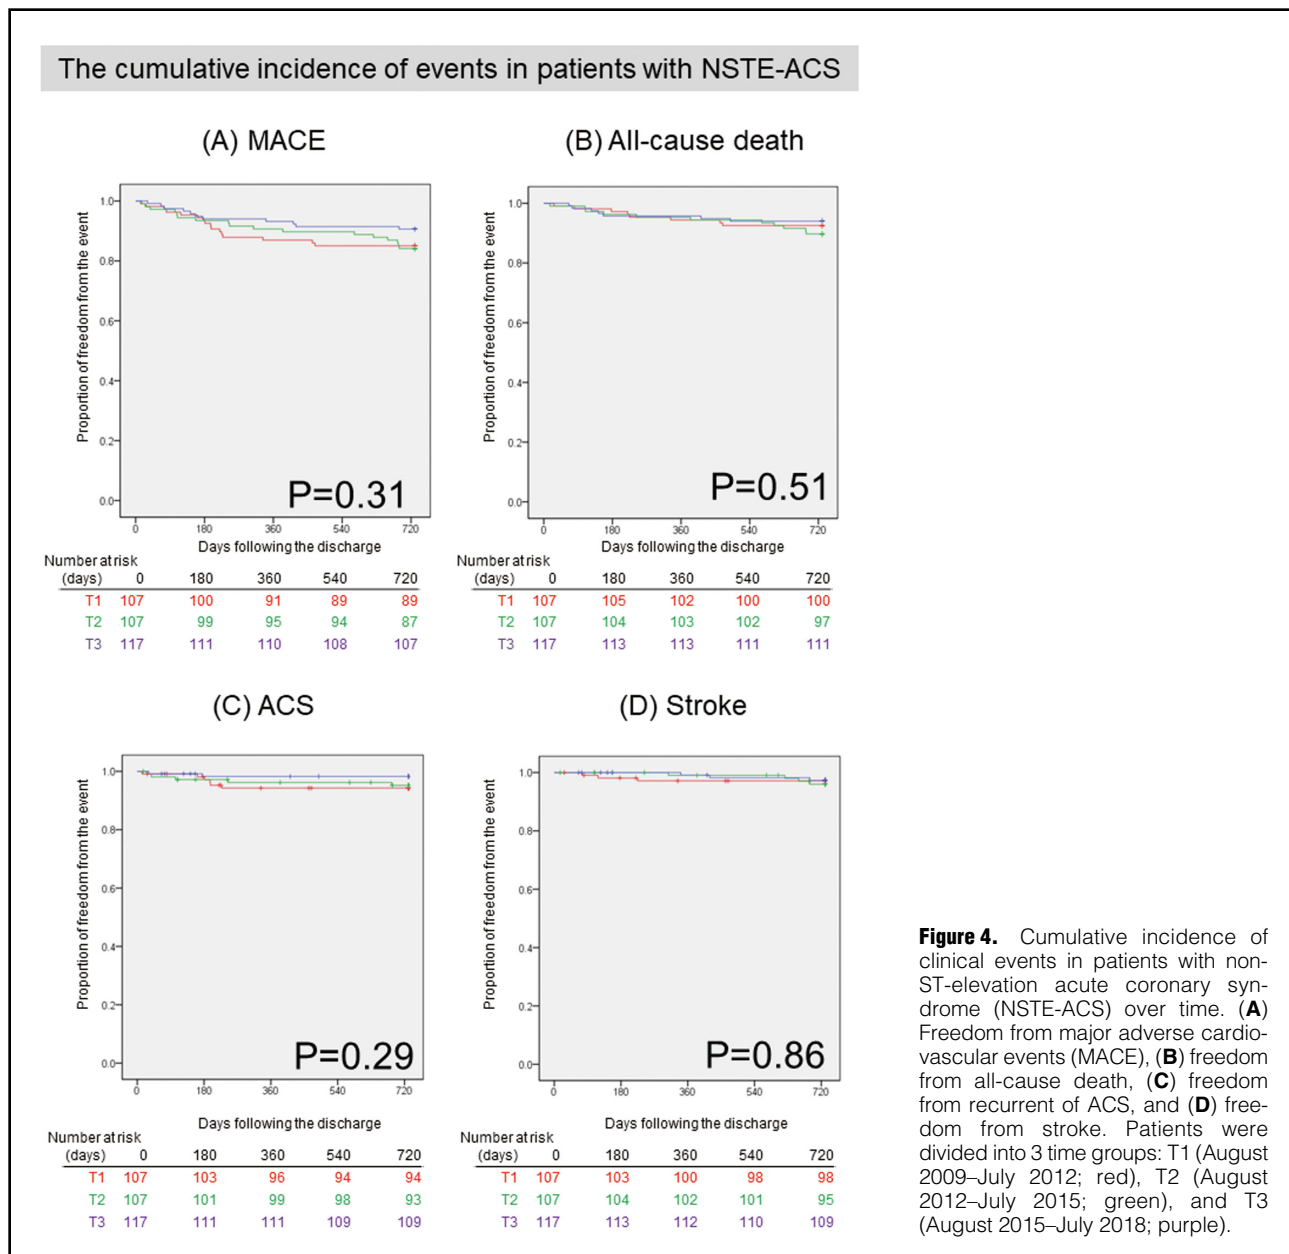 The cumulative incidence of events in patients with NSTE-ACS
(A) MACE
Proportion of freedom from the event
1.0
0.8
0.6
0.4
0.2
0.0
P=0.31
0 180 360 540 720
Days following the discharge
Number at risk
(days) 0 180 360 540 720
T1 107 100 91 89 89
T2 107 99 95 94 87
T3 117 111 110 108 107
(B) All-cause death
Proportion of freedom from the event
1.0
0.8
0.6
0.4
0.2
0.0
P=0.51
0 180 360 540 720
Days following the discharge
Number at risk
(days) 0 180 360 540 720
T1 107 105 102 100 100
T2 107 104 103 102 97
T3 117 113 113 111 111
(C) ACS
Proportion of freedom from the event
1.0
0.8
0.6
0.4
0.2
0.0
P=0.29
0 180 360 540 720
Days following the discharge
Number at risk
(days) 0 180 360 540 720
T1 107 103 96 94 94
T2 107 101 99 98 93
T3 117 111 111 109 109
(D) Stroke
Proportion of freedom from the event
1.0
0.8
0.6
0.4
0.2
0.0
P=0.86
0 180 360 540 720
Days following the discharge
Number at risk
(days) 0 180 360 540 720
T1 107 103 100 98 98
T2 107 104 102 101 95
T3 117 113 112 110 109
Figure 4. Cumulative incidence of
clinical events in patients with non-
ST-elevation acute coronary syn-
drome (NSTE-ACS) over time. (A)
Freedom from major adverse cardio-
vascular events (MACE), (B) freedom
from all-cause death, (C) freedom
from recurrent of ACS, and (D) free-
dom from stroke. Patients were
divided into 3 time groups: T1 (August
2009–July 2012; red), T2 (August
2012–July 2015; green), and T3
(August 2015–July 2018; purple).